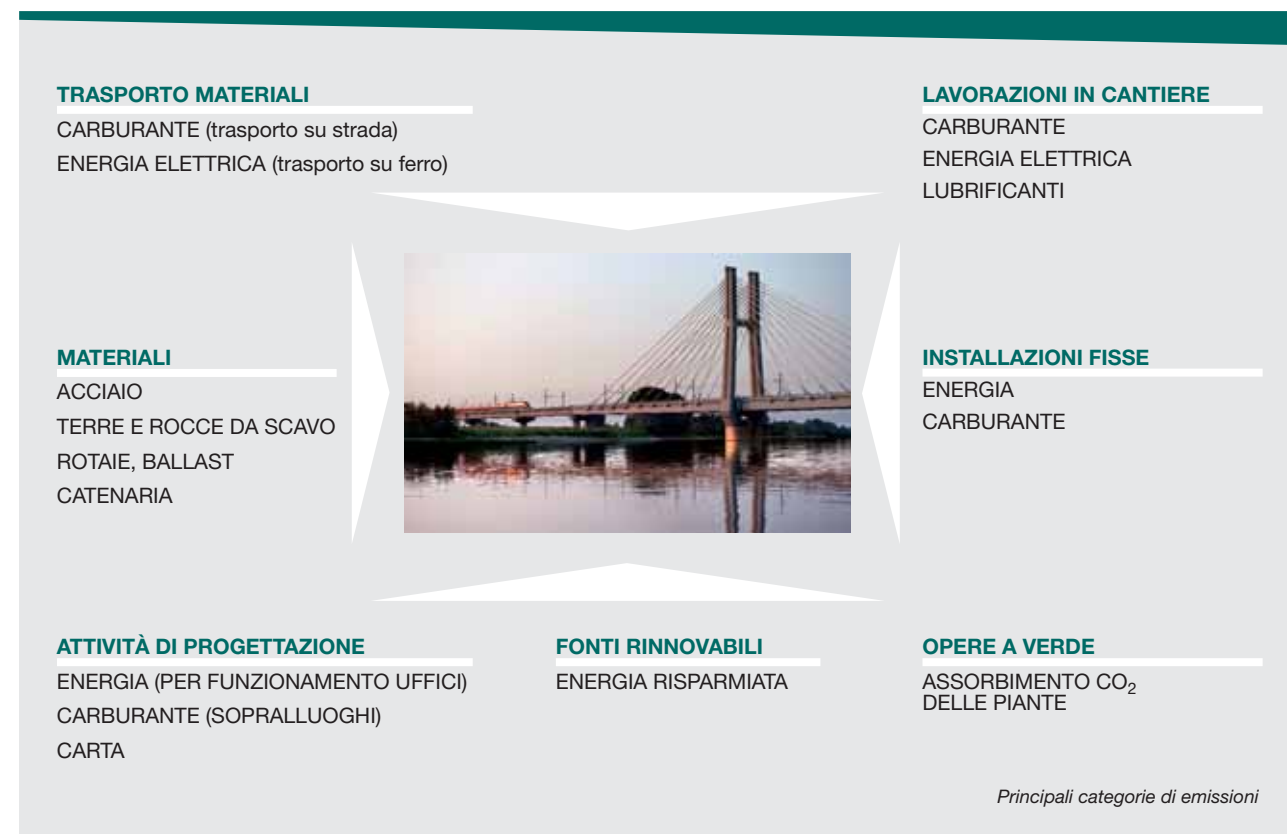 TRASPORTO MATERIALI
CARBURANTE (trasporto su strada)
ENERGIA ELETTRICA (trasporto su ferro)
LAVORAZIONI IN CANTIERE
CARBURANTE
ENERGIA ELETTRICA
LUBRIFICANTI
MATERIALI
ACCIAIO
TERRE E ROCCE DA SCAVO
ROTAIE, BALLAST
CATENARIA
INSTALLAZIONI FISSE
ENERGIA
CARBURANTE
ATTIVITÀ DI PROGETTAZIONE
ENERGIA (PER FUNZIONAMENTO UFFICI)
CARBURANTE (SOPRALLUOGHI)
CARTA
FONTI RINNOVABILI
ENERGIA RISPARMIATA
OPERE A VERDE
ASSORBIMENTO CO₂
DELLE PIANTE
Principali categorie di emissioni